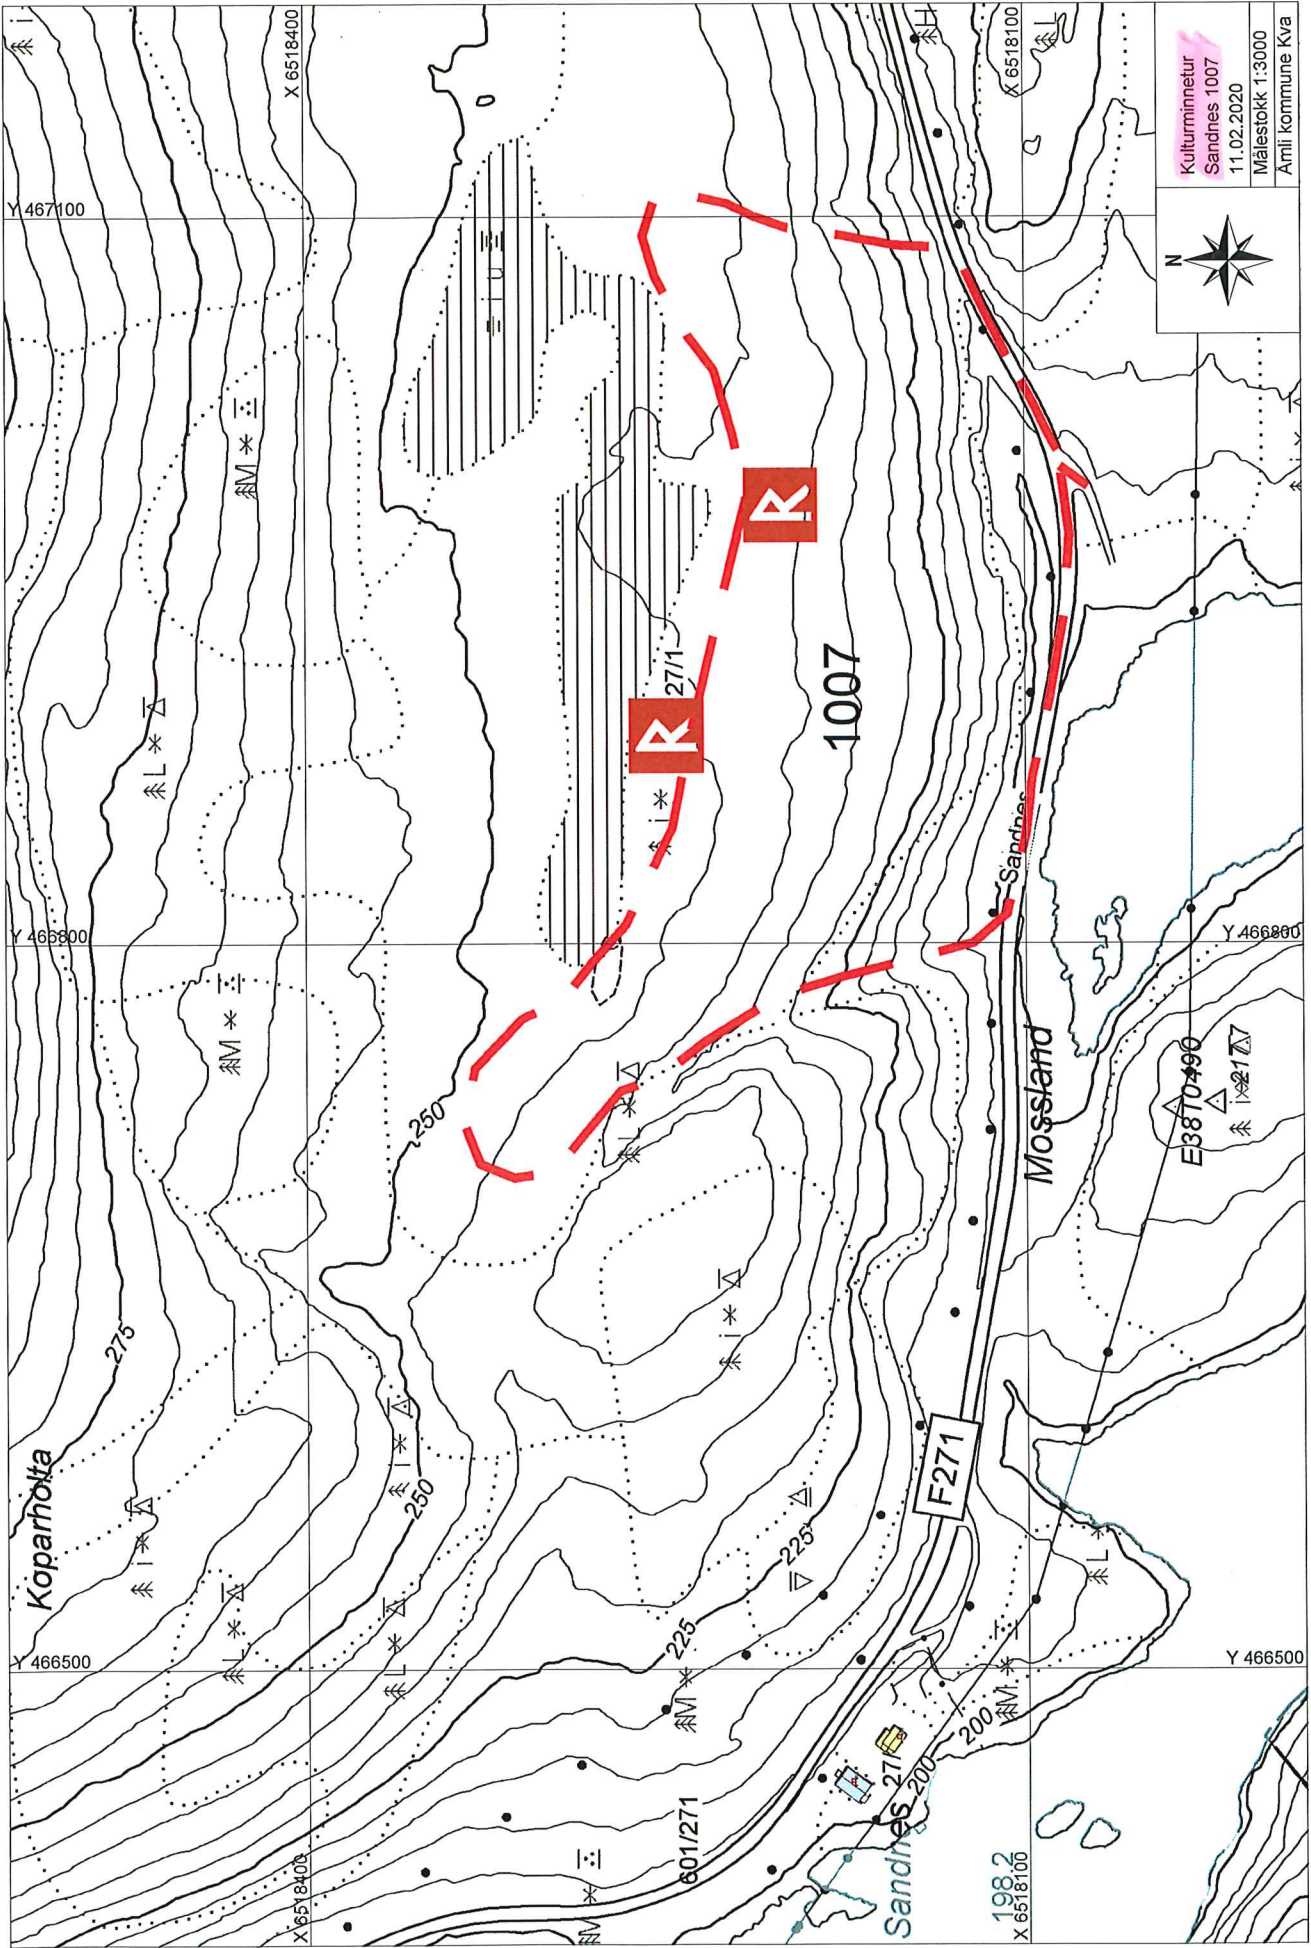 Kulturminnetur
Sandnes 1007
11.02.2020
Målestokk 1:3000
Åmli kommune Kva
N
X 6518400
X 6518100
Y 467100
Y 466800
Y 466800
Y 466500
Y 466500
X 6518400
X 6518100
Koparholta
275
250
250
225
225
200
200
27/1
1007
R
R
Sandnes
Mossland
E38T0490
217
F271
601/271
Sandnes
27/
198.2
M
L
M
i
i
L
L
i
i
L
M
M
L
M
i
H
L
i
i u